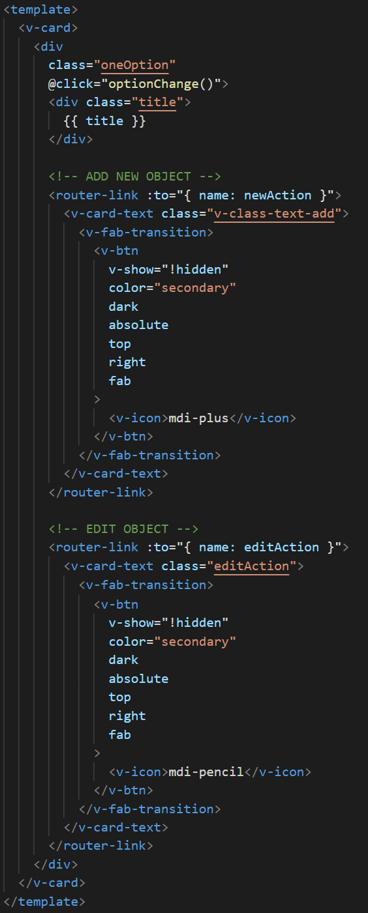 <template>
<v-card>
<div
class="oneOption"
@click="optionChange()">
<div class="title">
{{ title }}
</div>
<!-- ADD NEW OBJECT -->
<router-link :to="{ name: newAction }">
<v-card-text class="v-class-text-add">
<v-fab-transition>
<v-btn
v-show="!hidden"
color="secondary"
dark
absolute
top
right
fab
>
<v-icon>mdi-plus</v-icon>
</v-btn>
</v-fab-transition>
</v-card-text>
</router-link>
<!-- EDIT OBJECT -->
<router-link :to="{ name: editAction }">
<v-card-text class="editAction">
<v-fab-transition>
<v-btn
v-show="!hidden"
color="secondary"
dark
absolute
top
right
fab
>
<v-icon>mdi-pencil</v-icon>
</v-btn>
</v-fab-transition>
</v-card-text>
</router-link>
</div>
</v-card>
</template>